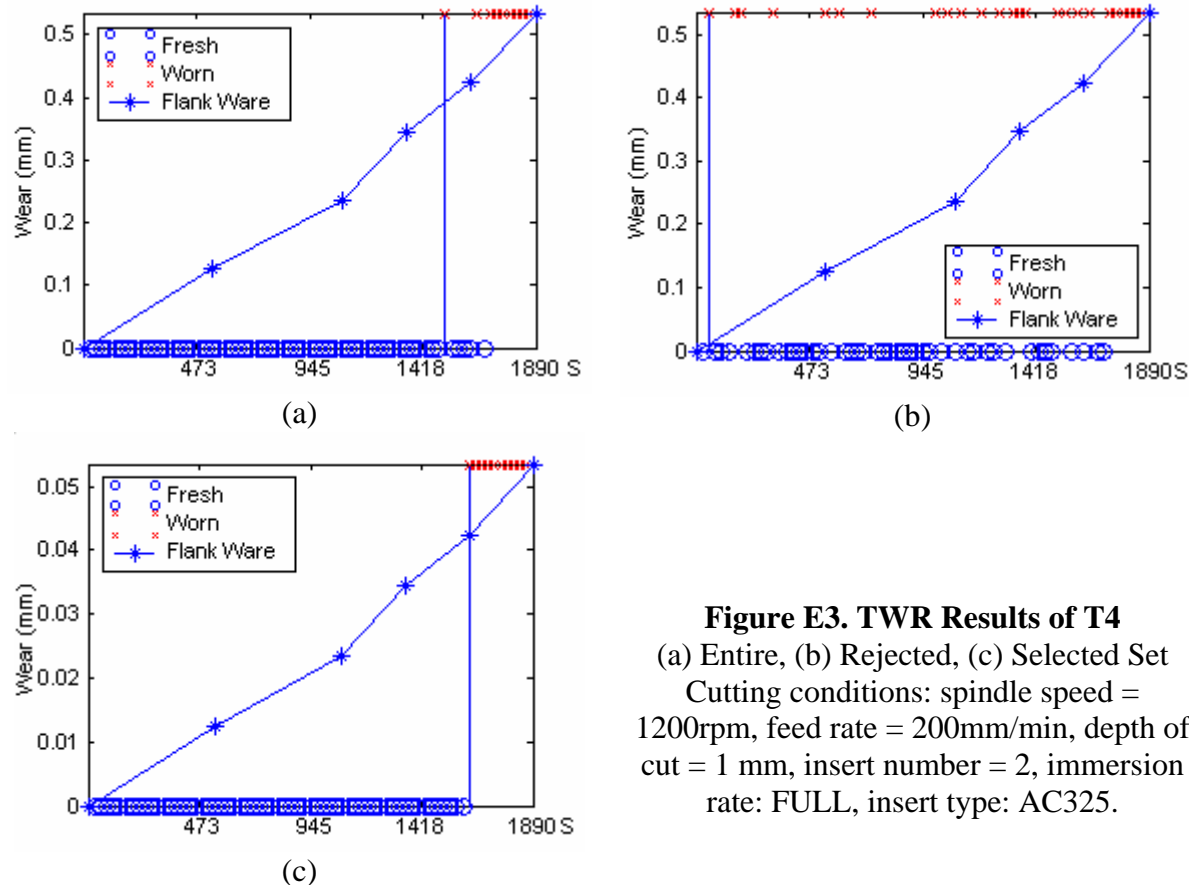 0.5
0.4
0.3
0.2
0.1
0
Wear (mm)
Fresh
Worn
Flank Ware
473 945 1418 1890 S
(a)
0.5
0.4
0.3
0.2
0.1
0
Wear (mm)
Fresh
Worn
Flank Ware
473 945 1418 1890S
(b)
0.05
0.04
0.03
0.02
0.01
0
Wear (mm)
Fresh
Worn
Flank Ware
473 945 1418 1890 S
(c)
Figure E3. TWR Results of T4
(a) Entire, (b) Rejected, (c) Selected Set
Cutting conditions: spindle speed =
1200rpm, feed rate = 200mm/min, depth of
cut = 1 mm, insert number = 2, immersion
rate: FULL, insert type: AC325.